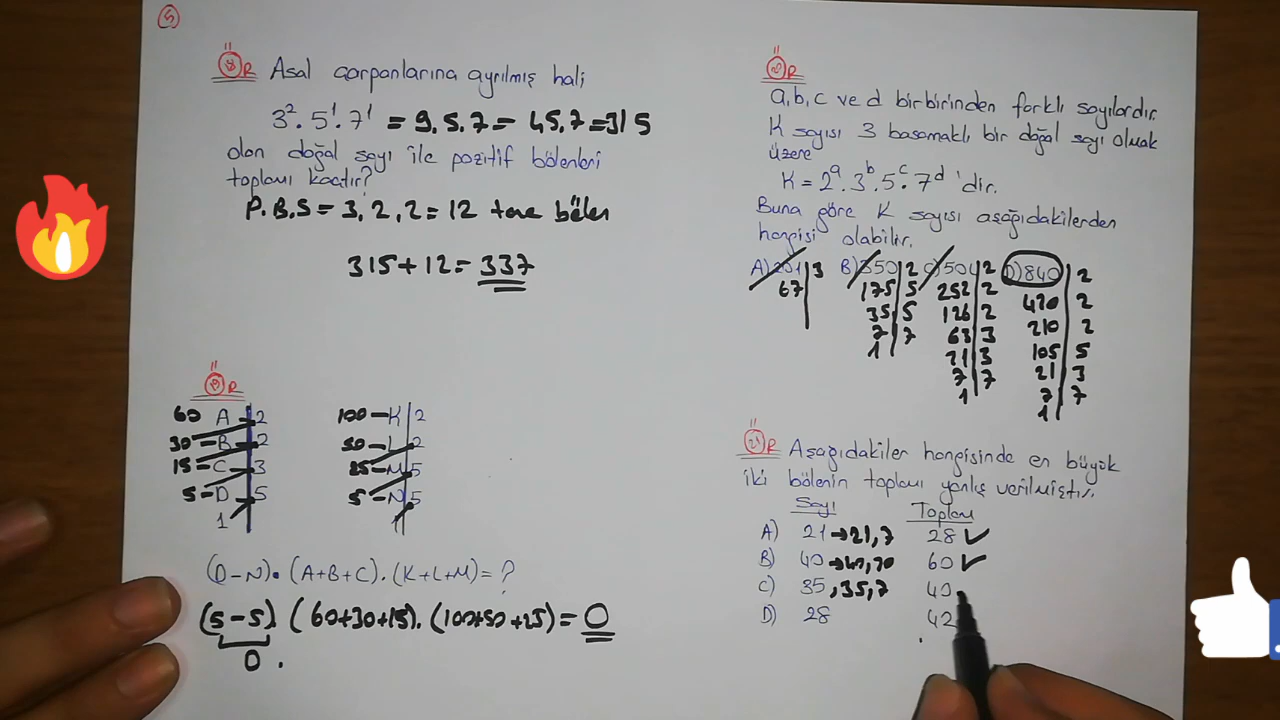 5
18) R Asal çarpanlarına ayrılmış hali
3² . 5¹ . 7¹ = 9.5.7 = 45.7 = 315
olan doğal sayı ile pozitif bölenleri
toplamı kaçtır?
P.B.S = 3, 2, 2 = 12 tane bölen
315 + 12 = 337
19) R
60 A 2
30 - B 2
15 - C 3
5 - D 5
1
100 - K 2
50 - L 2
25 - M 5
5 - N 5
1
(D-N) . (A+B+C) . (K+L+M) = ?
(5-5) . (60+30+15) . (100+50+25) = 0
0 .
R
a, b, c ve d birbirinden farklı sayılardır.
K sayısı 3 basamaklı bir doğal sayı olmak
üzere
K = 2ᵃ . 3ᵇ . 5ᶜ . 7ᵈ 'dir.
Buna göre K sayısı aşağıdakilerden
hangisi olabilir.
A) 201 3
67
B) 350 2
175 5
35 5
7 7
1
C) 504 2
252 2
126 2
63 3
21 3
7 7
1
D) 840 2
420 2
210 2
105 5
21 3
7 7
1
21) R Aşağıdakiler hangisinde en büyük
iki bölenin toplamı yanlış verilmiştir.
Sayı Toplam
A) 21 → 21, 7 28 ✓
B) 40 → 40, 20 60 ✓
C) 35, 35, 7 40
D) 28 42